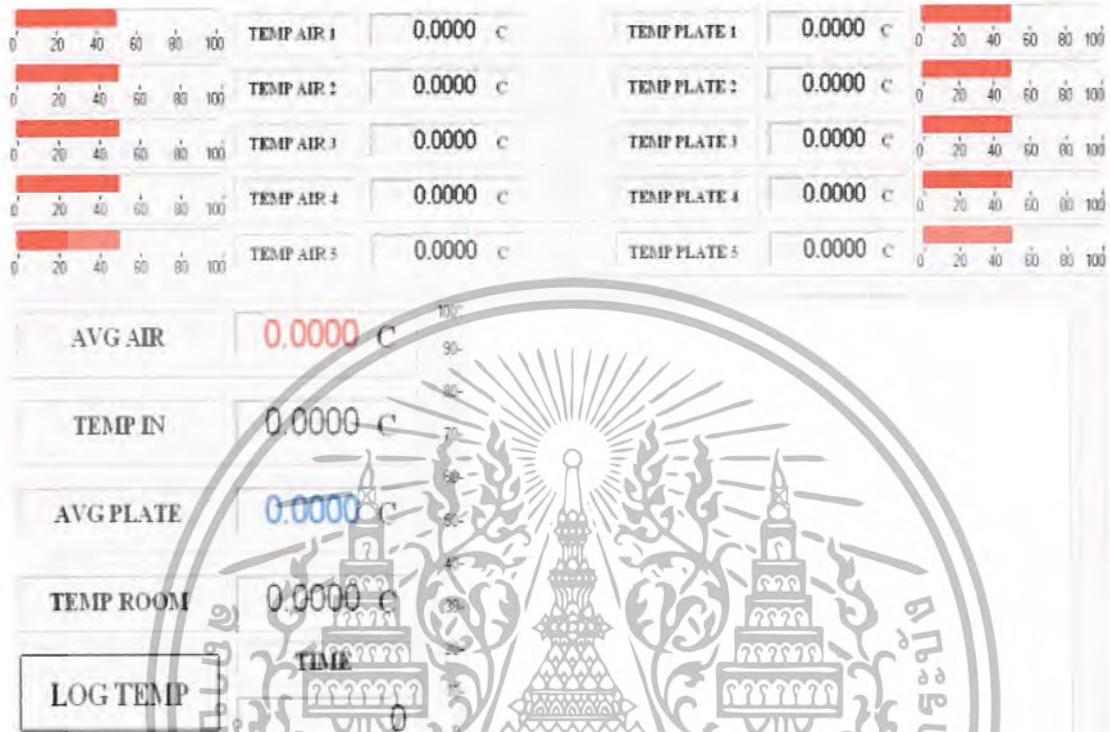 TEMP AIR 1 0.0000 C TEMP PLATE 1 0.0000 C
0 20 40 60 80 100 0 20 40 60 80 100
TEMP AIR 2 0.0000 C TEMP PLATE 2 0.0000 C
0 20 40 60 80 100 0 20 40 60 80 100
TEMP AIR 3 0.0000 C TEMP PLATE 3 0.0000 C
0 20 40 60 80 100 0 20 40 60 80 100
TEMP AIR 4 0.0000 C TEMP PLATE 4 0.0000 C
0 20 40 60 80 100 0 20 40 60 80 100
TEMP AIR 5 0.0000 C TEMP PLATE 5 0.0000 C
0 20 40 60 80 100 0 20 40 60 80 100
100-
AVG AIR 0.0000 C
90-
80-
TEMP IN 0.0000 C
70-
60-
AVG PLATE 0.0000 C
50-
40-
TEMP ROOM 0.0000 C
30-
20-
TIME
LOG TEMP
0